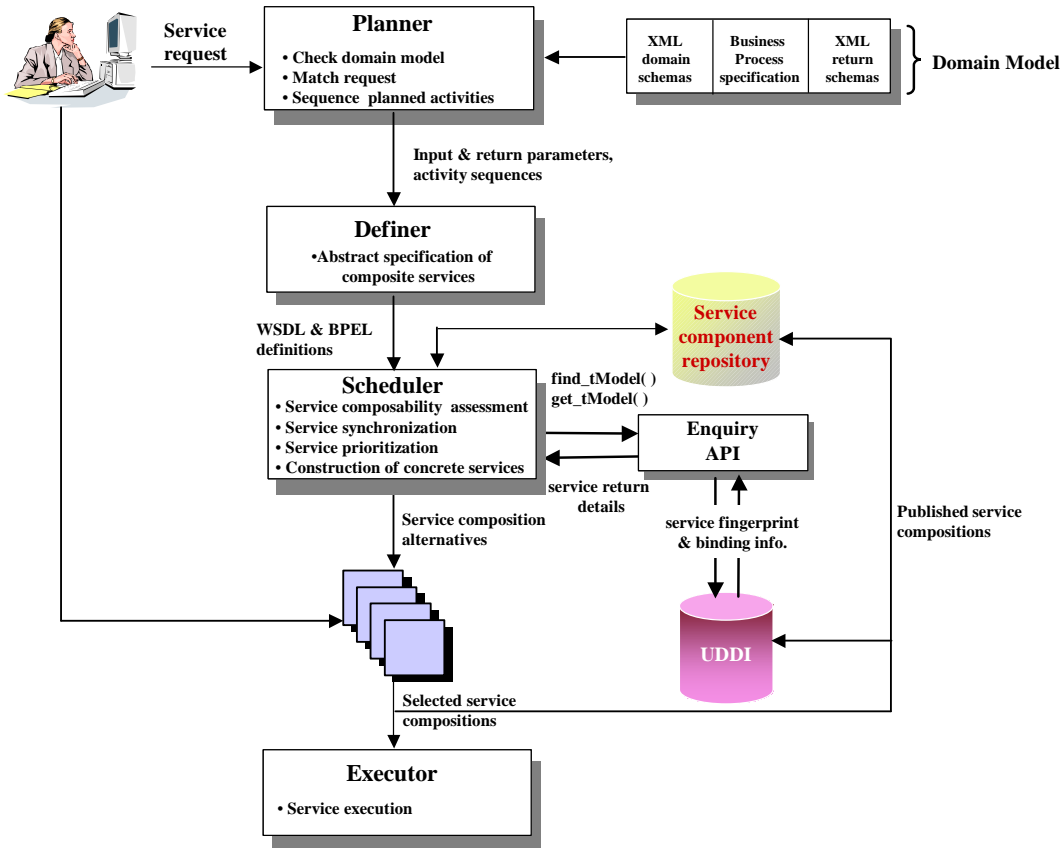 Service
request
Planner
• Check domain model
• Match request
• Sequence planned activities
XML
domain
schemas
Business
Process
specification
XML
return
schemas
Domain Model
Input & return parameters,
activity sequences
Definer
•Abstract specification of
composite services
WSDL & BPEL
definitions
Service
component
repository
Scheduler
• Service composability assessment
• Service synchronization
• Service prioritization
• Construction of concrete services
find_tModel( )
get_tModel( )
Enquiry
API
service return
details
Service composition
alternatives
service fingerprint
& binding info.
Published service
compositions
UDDI
Selected service
compositions
Executor
• Service execution